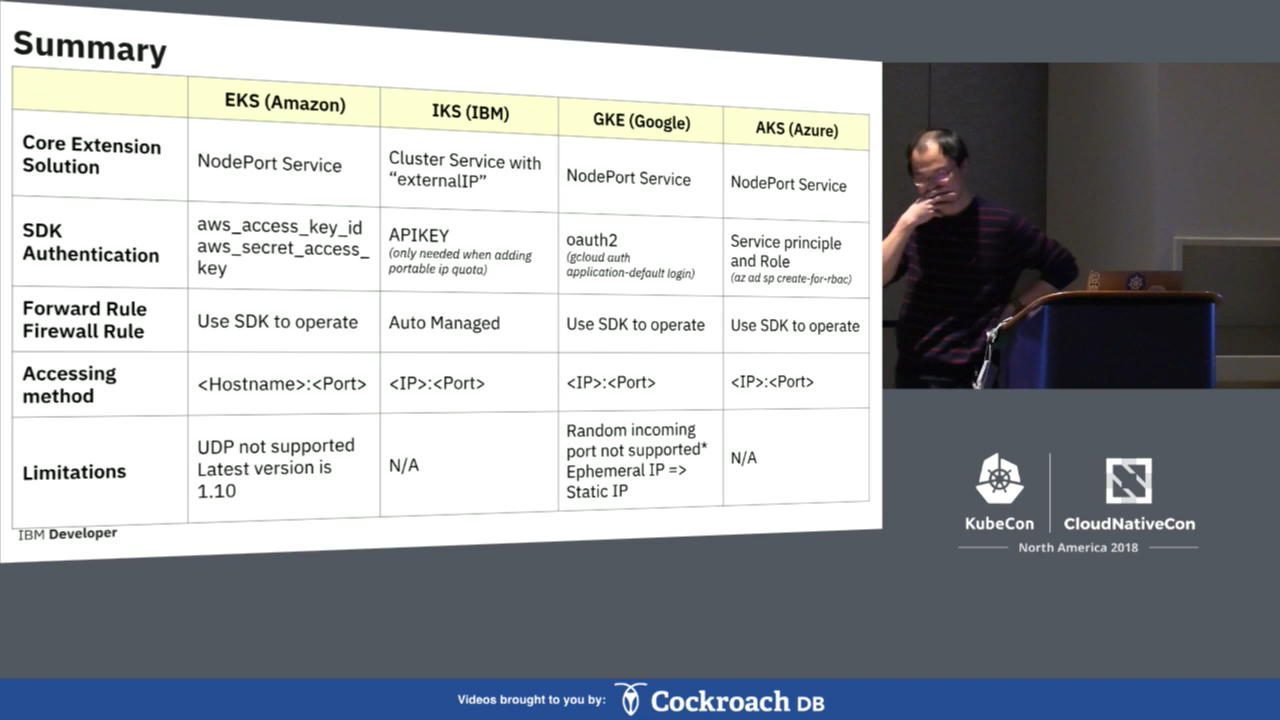 Summary
EKS (Amazon)
IKS (IBM)
GKE (Google)
AKS (Azure)
Core Extension
Solution
NodePort Service
Cluster Service with
“externalIP”
NodePort Service
NodePort Service
SDK
Authentication
aws_access_key_id
aws_secret_access_
key
APIKEY
(only needed when adding
portable ip quota)
oauth2
(gcloud auth
application-default login)
Service principle
and Role
(az ad sp create-for-rbac)
Forward Rule
Firewall Rule
Use SDK to operate
Auto Managed
Use SDK to operate
Use SDK to operate
Accessing
method
<Hostname>:<Port>
<IP>:<Port>
<IP>:<Port>
<IP>:<Port>
Limitations
UDP not supported
Latest version is
1.10
N/A
Random incoming
port not supported*
Ephemeral IP =>
Static IP
N/A
IBM Developer
KubeCon
CloudNativeCon
North America 2018
Videos brought to you by:
Cockroach DB